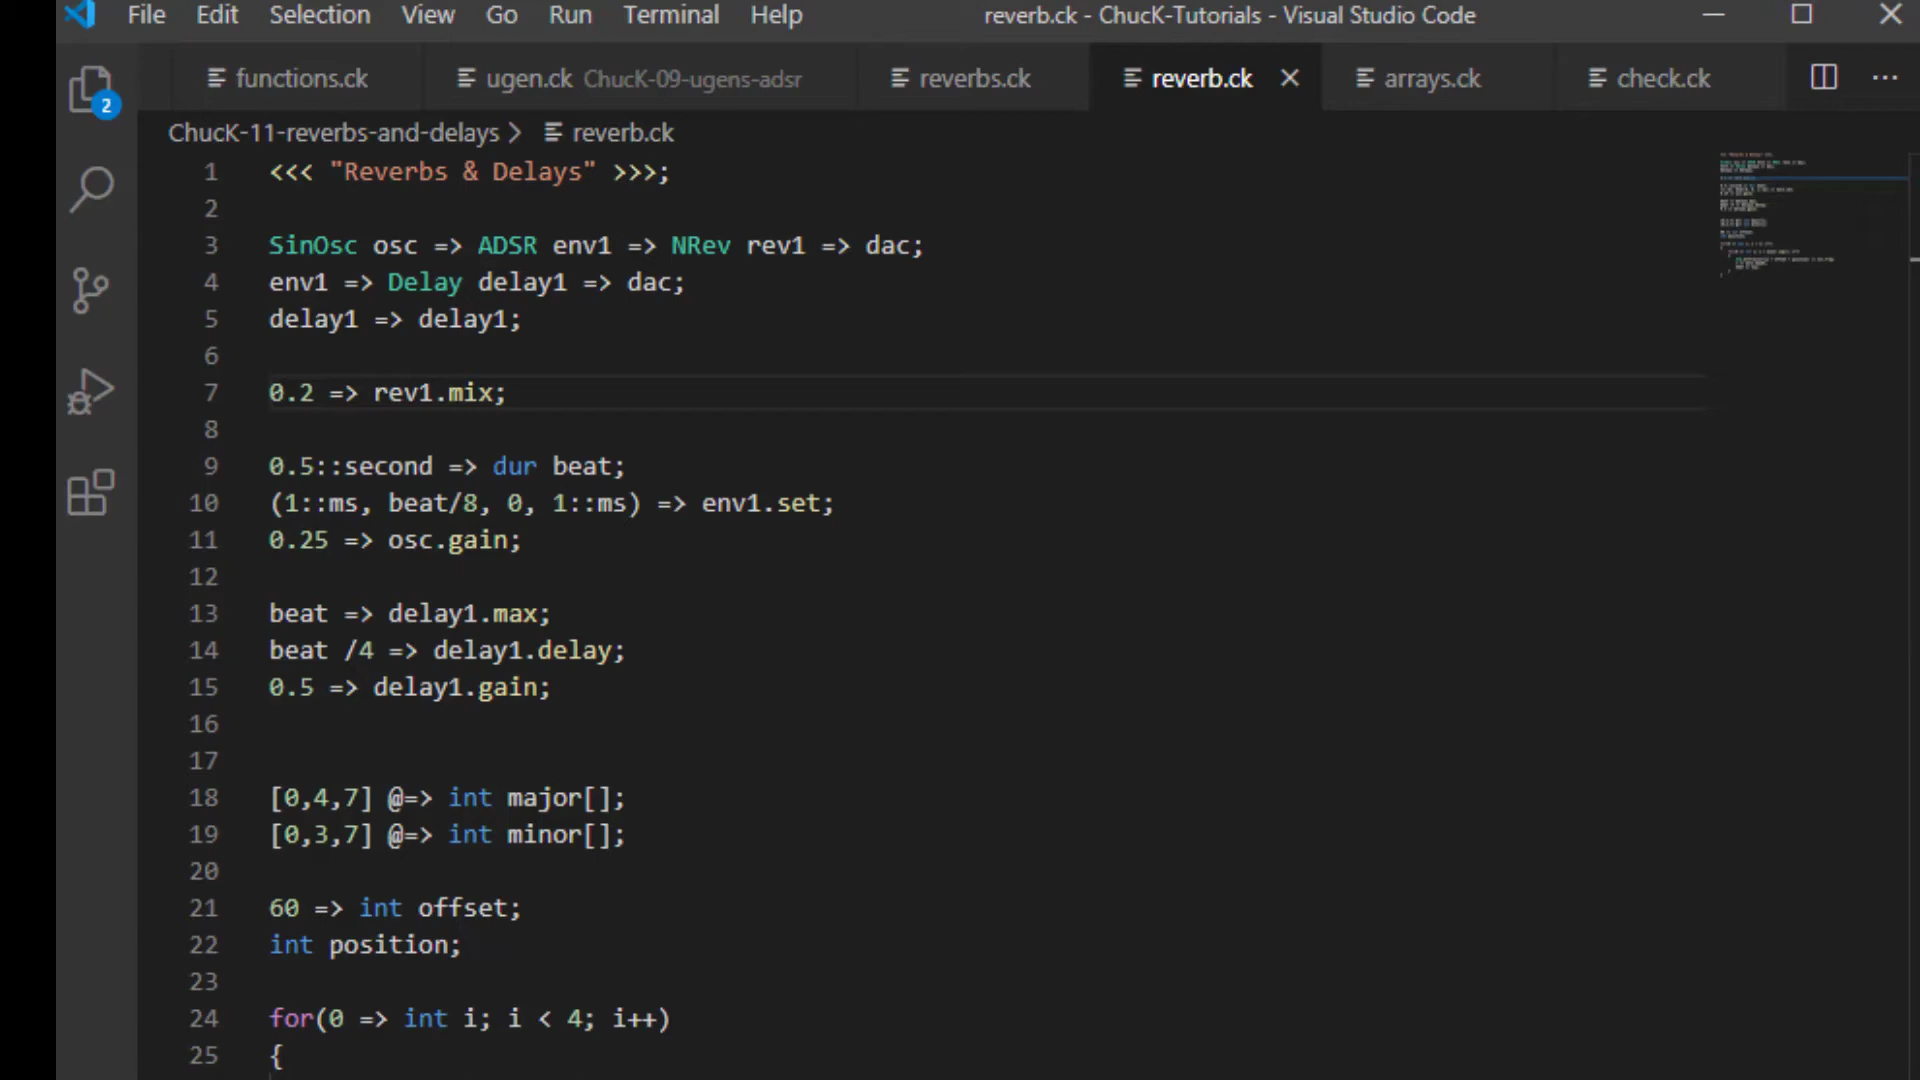 File Edit Selection View Go Run Terminal Help reverb.ck - ChucK-Tutorials - Visual Studio Code
functions.ck ugen.ck ChucK-09-ugens-adsr reverbs.ck reverb.ck arrays.ck check.ck
2
ChucK-11-reverbs-and-delays > reverb.ck
1 <<< "Reverbs & Delays" >>>;
2
3 SinOsc osc => ADSR env1 => NRev rev1 => dac;
4 env1 => Delay delay1 => dac;
5 delay1 => delay1;
6
7 0.2 => rev1.mix;
8
9 0.5::second => dur beat;
10 (1::ms, beat/8, 0, 1::ms) => env1.set;
11 0.25 => osc.gain;
12
13 beat => delay1.max;
14 beat /4 => delay1.delay;
15 0.5 => delay1.gain;
16
17
18 [0,4,7] @=> int major[];
19 [0,3,7] @=> int minor[];
20
21 60 => int offset;
22 int position;
23
24 for(0 => int i; i < 4; i++)
25 {